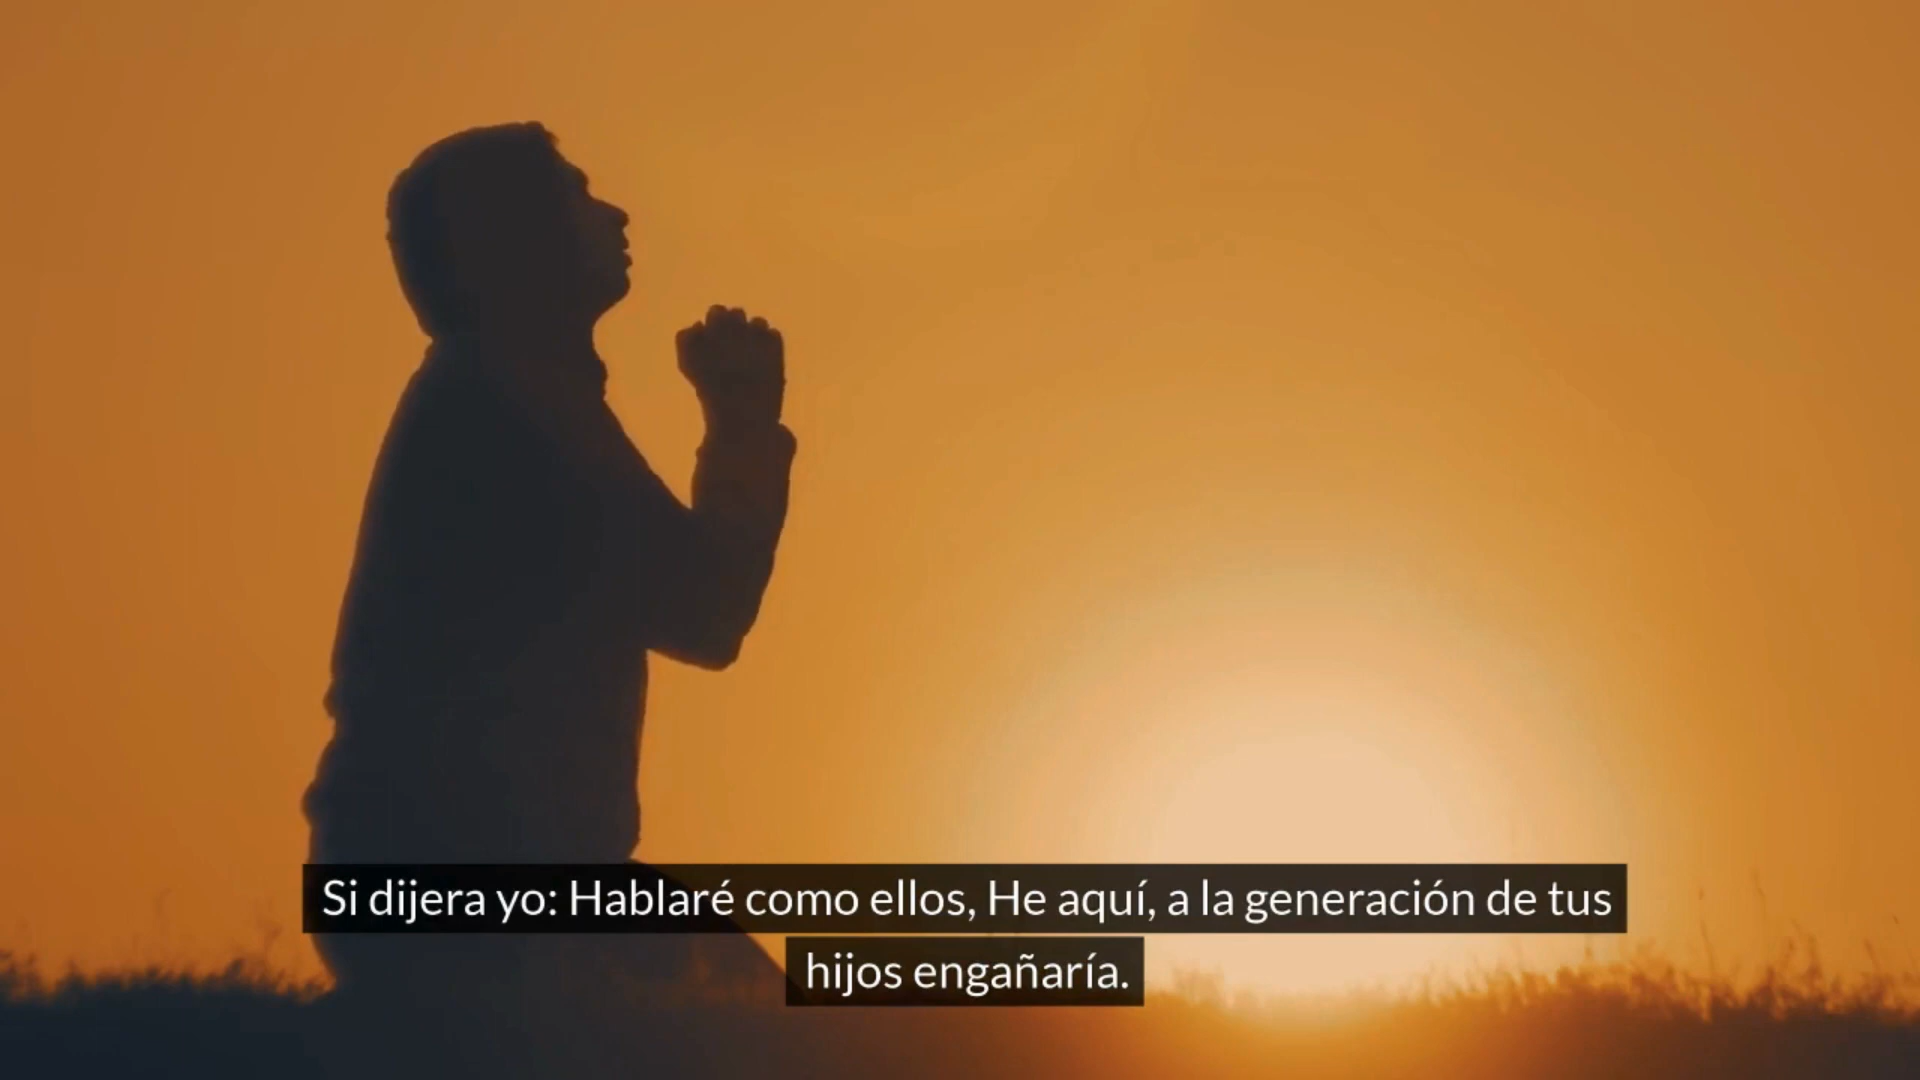 Si dijera yo: Hablaré como ellos, He aquí, a la generación de tus
hijos engañaría.